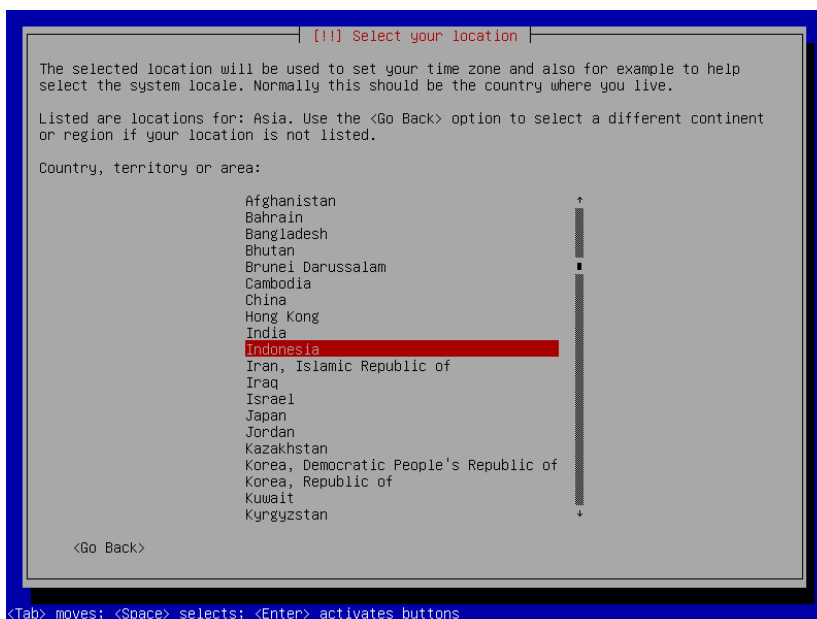 [!!] Select your location
The selected location will be used to set your time zone and also for example to help
select the system locale. Normally this should be the country where you live.
Listed are locations for: Asia. Use the <Go Back> option to select a different continent
or region if your location is not listed.
Country, territory or area:
Afghanistan
Bahrain
Bangladesh
Bhutan
Brunei Darussalam
Cambodia
China
Hong Kong
India
Indonesia
Iran, Islamic Republic of
Iraq
Israel
Japan
Jordan
Kazakhstan
Korea, Democratic People's Republic of
Korea, Republic of
Kuwait
Kyrgyzstan
<Go Back>
<Tab> moves; <Space> selects; <Enter> activates buttons